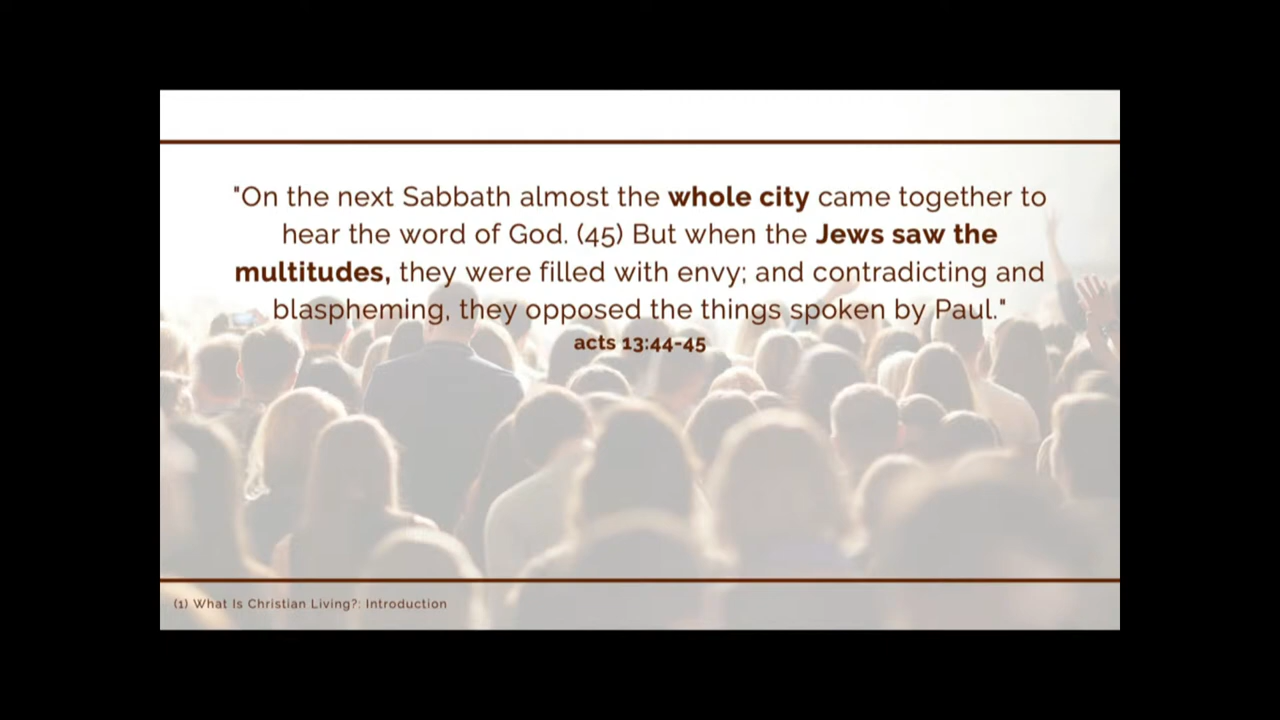 "On the next Sabbath almost the whole city came together to
hear the word of God. (45) But when the Jews saw the
multitudes, they were filled with envy; and contradicting and
blaspheming, they opposed the things spoken by Paul."
acts 13:44-45
(1) What Is Christian Living?: Introduction